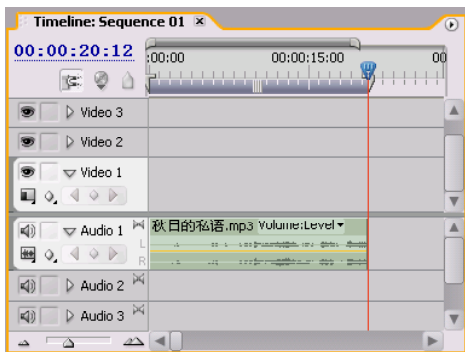 Timeline: Sequence 01
00:00:20:12
:00:00 00:00:15:00 00
Video 3
Video 2
Video 1
Audio 1 秋日的私语.mp3 Volume:Level
L
R
Audio 2
Audio 3